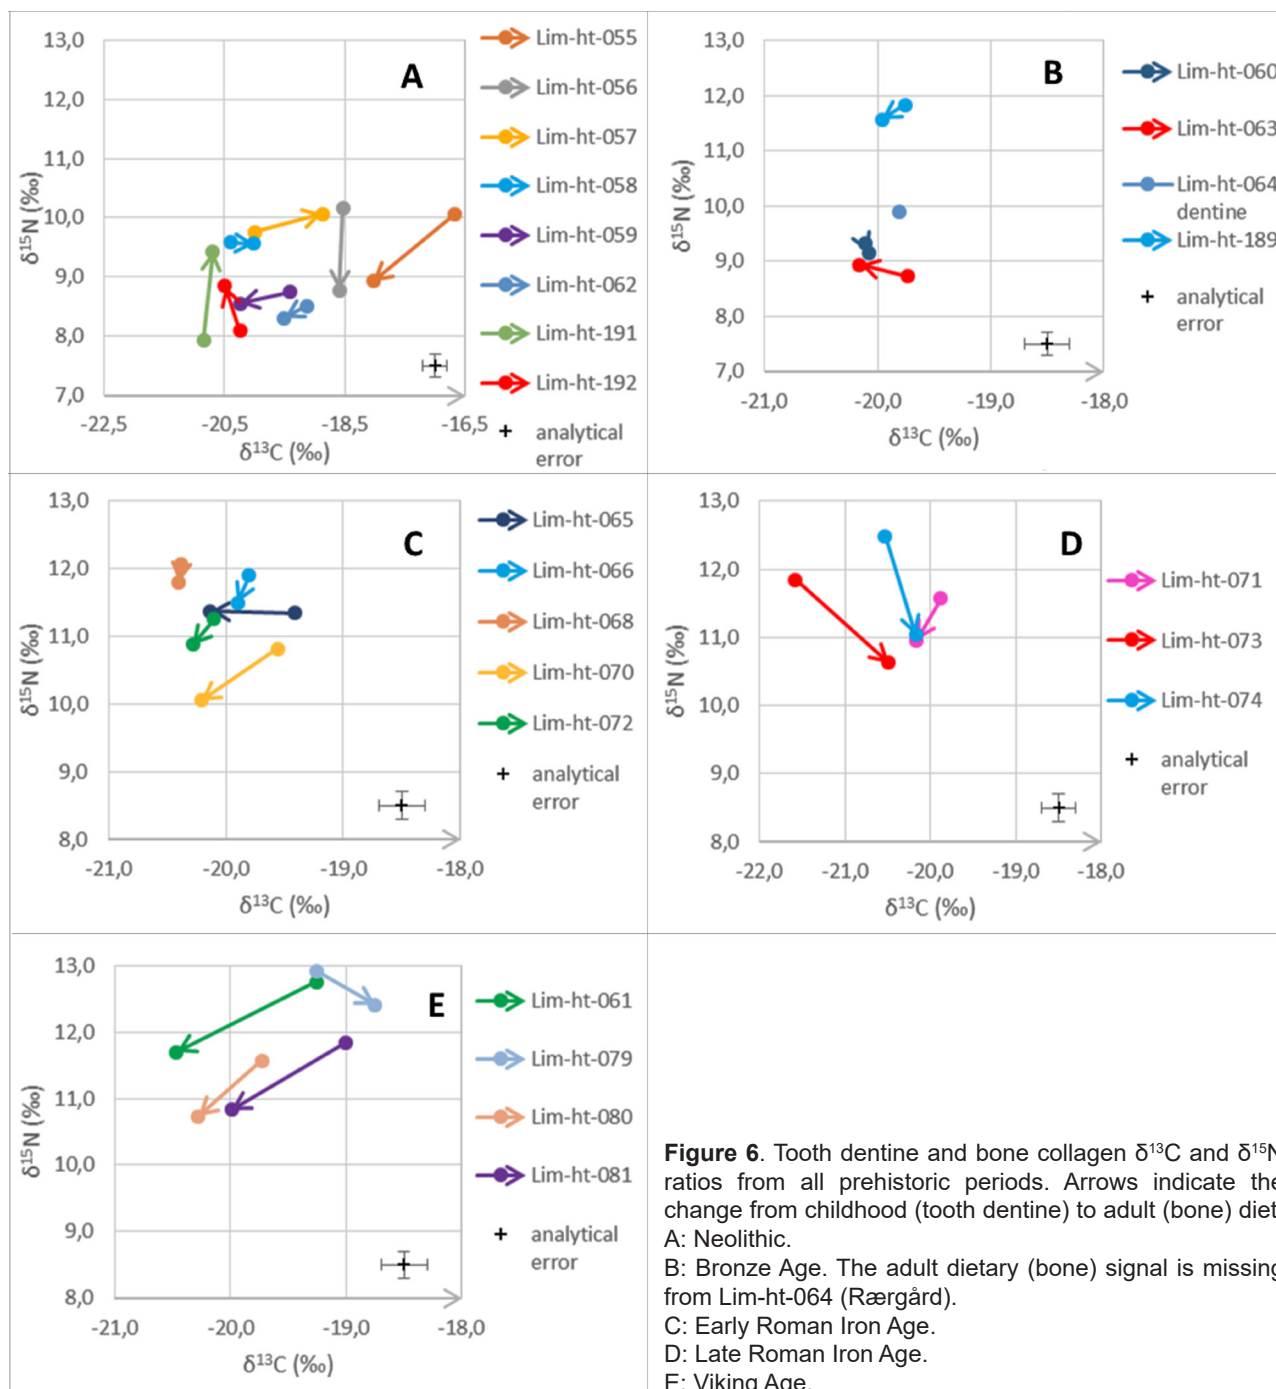 A
13,0
12,0
11,0
10,0
9,0
8,0
7,0
-22,5 -20,5 -18,5 -16,5
δ¹⁵N (‰)
δ¹³C (‰)
Lim-ht-055
Lim-ht-056
Lim-ht-057
Lim-ht-058
Lim-ht-059
Lim-ht-062
Lim-ht-191
Lim-ht-192
analytical
error
B
13,0
12,0
11,0
10,0
9,0
8,0
7,0
-21,0 -20,0 -19,0 -18,0
δ¹⁵N (‰)
δ¹³C (‰)
Lim-ht-060
Lim-ht-063
Lim-ht-064
dentine
Lim-ht-189
analytical
error
C
13,0
12,0
11,0
10,0
9,0
8,0
-21,0 -20,0 -19,0 -18,0
δ¹⁵N (‰)
δ¹³C (‰)
Lim-ht-065
Lim-ht-066
Lim-ht-068
Lim-ht-070
Lim-ht-072
analytical
error
D
13,0
12,0
11,0
10,0
9,0
8,0
-22,0 -21,0 -20,0 -19,0 -18,0
δ¹⁵N (‰)
δ¹³C (‰)
Lim-ht-071
Lim-ht-073
Lim-ht-074
analytical
error
E
13,0
12,0
11,0
10,0
9,0
8,0
-21,0 -20,0 -19,0 -18,0
δ¹⁵N (‰)
δ¹³C (‰)
Lim-ht-061
Lim-ht-079
Lim-ht-080
Lim-ht-081
analytical
error
Figure 6. Tooth dentine and bone collagen δ¹³C and δ¹⁵N
ratios from all prehistoric periods. Arrows indicate the
change from childhood (tooth dentine) to adult (bone) diet
A: Neolithic.
B: Bronze Age. The adult dietary (bone) signal is missing
from Lim-ht-064 (Rærgård).
C: Early Roman Iron Age.
D: Late Roman Iron Age.
E: Viking Age.